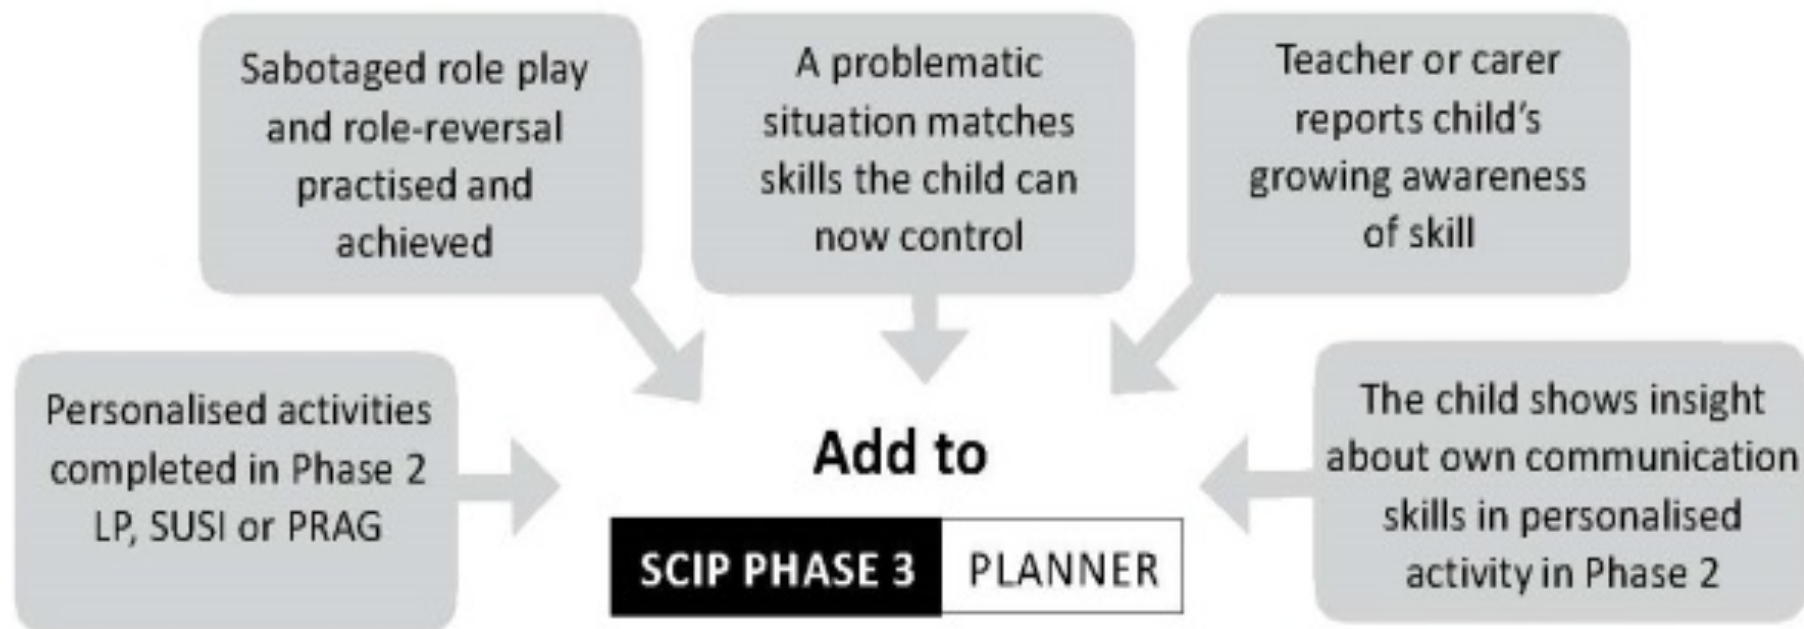 Sabotaged role play
and role-reversal
practised and
achieved
A problematic
situation matches
skills the child can
now control
Teacher or carer
reports child's
growing awareness
of skill
Personalised activities
completed in Phase 2
LP, SUSI or PRAG
The child shows insight
about own communication
skills in personalised
activity in Phase 2
Add to
SCIP PHASE 3 PLANNER